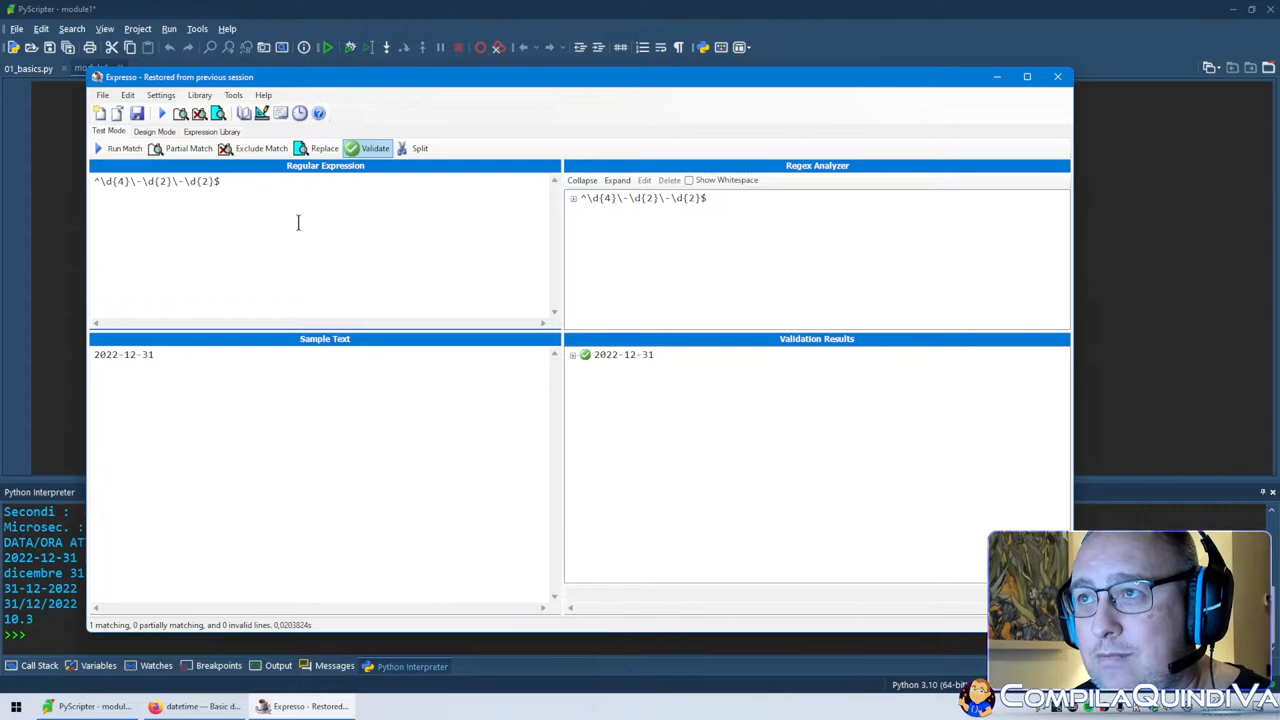 PyScripter - module1*
File Edit Search View Project Run Tools Help
01_basics.py
Expresso - Restored from previous session
File Edit Settings Library Tools Help
Test Mode Design Mode Expression Library
Run Match Partial Match Exclude Match Replace Validate Split
Regular Expression
^\d{4}\-\d{2}\-\d{2}$
Regex Analyzer
Collapse Expand Edit Delete Show Whitespace
^\d{4}\-\d{2}\-\d{2}$
Sample Text
2022-12-31
Validation Results
2022-12-31
1 matching, 0 partially matching, and 0 invalid lines. 0,0203824s
Python Interpreter
Secondi :
Microsec. :
DATA/ORA
2022-12-31
dicembre 31
31-12-2022
31/12/2022
10.3
>>>
Call Stack Variables Watches Breakpoints Output Messages Python Interpreter
Python 3.10 (64-bit)
PyScripter - modul... datetime — Basic d... Expresso - Restored...
CompilaQuindiVa